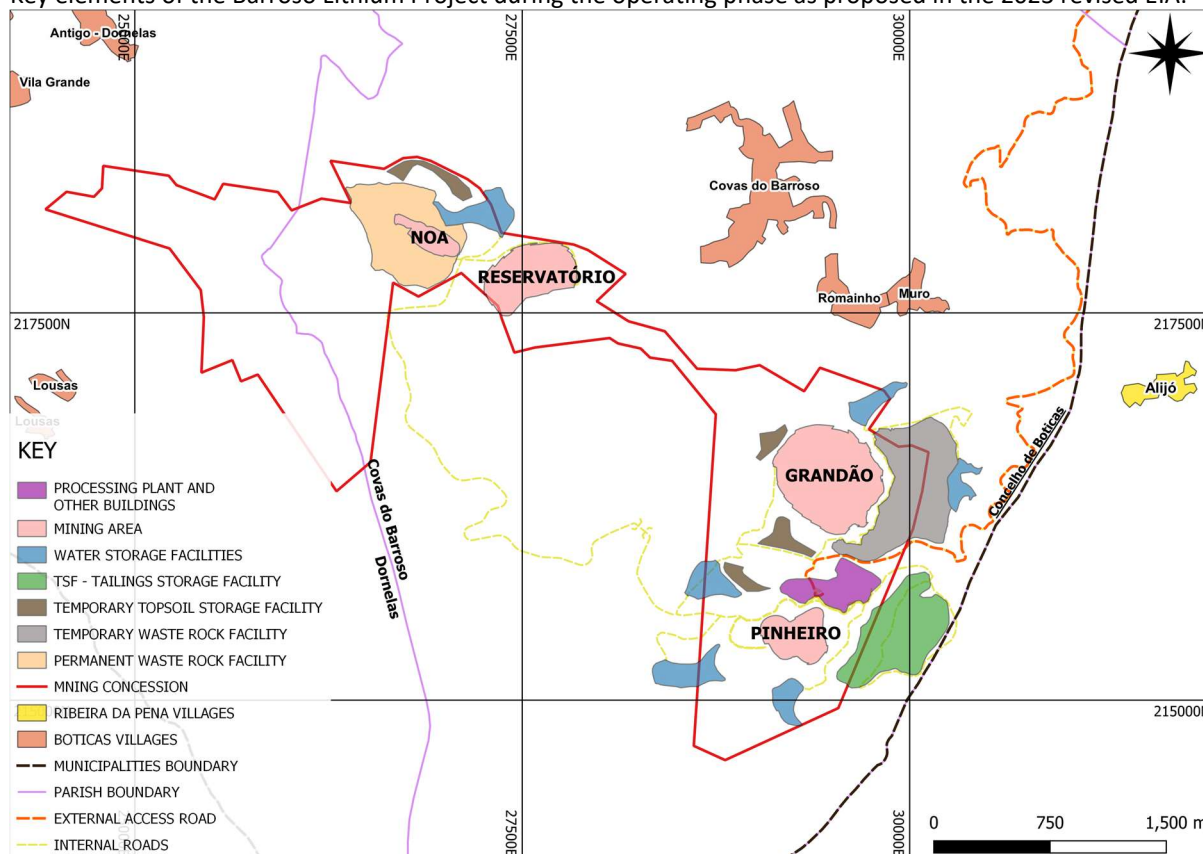 Key elements of the Barroso Lithium Project during the operating phase as proposed in the 2023 revised EIA.
27500E
30000E
Antigo - Dornelas
Vila Grande
Covas do Barroso
NOA
RESERVATÓRIO
Romainho
Muro
217500N
217500N
Alijó
Lousas
Lousas
GRANDÃO
Concelho de Boticas
Covas do Barroso
Dornelas
PINHEIRO
215000N
KEY
PROCESSING PLANT AND
OTHER BUILDINGS
MINING AREA
WATER STORAGE FACILITIES
TSF - TAILINGS STORAGE FACILITY
TEMPORARY TOPSOIL STORAGE FACILITY
TEMPORARY WASTE ROCK FACILITY
PERMANENT WASTE ROCK FACILITY
MNING CONCESSION
RIBEIRA DA PENA VILLAGES
BOTICAS VILLAGES
MUNICIPALITIES BOUNDARY
PARISH BOUNDARY
EXTERNAL ACCESS ROAD
INTERNAL ROADS
27500E
30000E
0 750 1,500 m